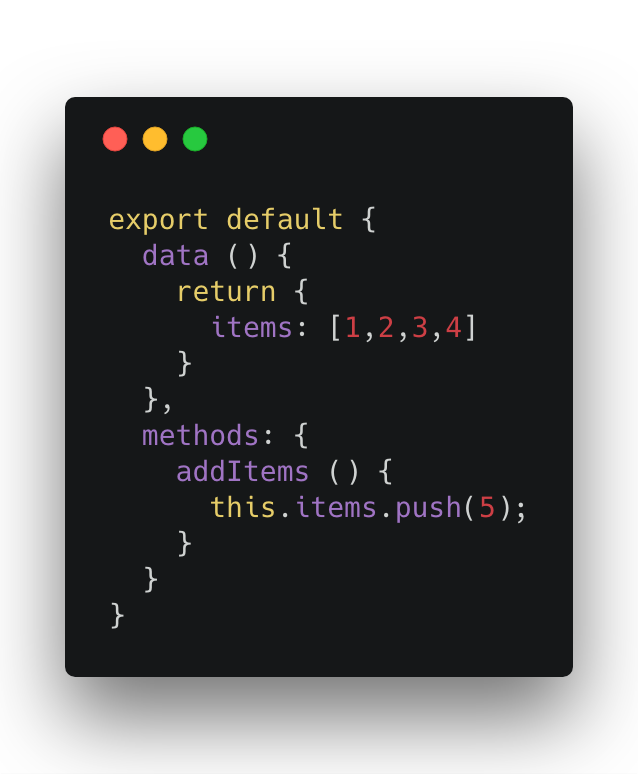 export default {
  data () {
    return {
      items: [1,2,3,4]
    }
  },
  methods: {
    addItems () {
      this.items.push(5);
    }
  }
}